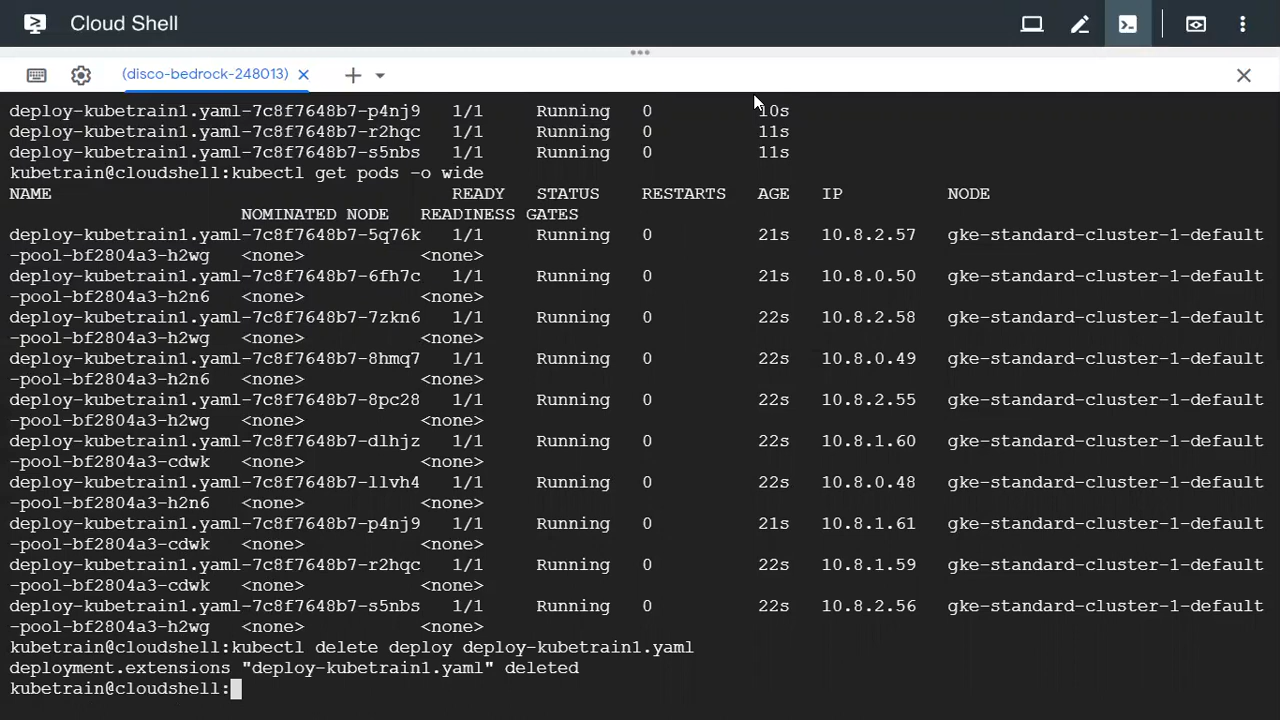 Cloud Shell
(disco-bedrock-248013)
deploy-kubetrain1.yaml-7c8f7648b7-p4nj9 1/1 Running 0 10s
deploy-kubetrain1.yaml-7c8f7648b7-r2hqc 1/1 Running 0 11s
deploy-kubetrain1.yaml-7c8f7648b7-s5nbs 1/1 Running 0 11s
kubetrain@cloudshell:kubectl get pods -o wide
NAME READY STATUS RESTARTS AGE IP NODE
NOMINATED NODE READINESS GATES
deploy-kubetrain1.yaml-7c8f7648b7-5q76k 1/1 Running 0 21s 10.8.2.57 gke-standard-cluster-1-default
-pool-bf2804a3-h2wg <none> <none>
deploy-kubetrain1.yaml-7c8f7648b7-6fh7c 1/1 Running 0 21s 10.8.0.50 gke-standard-cluster-1-default
-pool-bf2804a3-h2n6 <none> <none>
deploy-kubetrain1.yaml-7c8f7648b7-7zkn6 1/1 Running 0 22s 10.8.2.58 gke-standard-cluster-1-default
-pool-bf2804a3-h2wg <none> <none>
deploy-kubetrain1.yaml-7c8f7648b7-8hmq7 1/1 Running 0 22s 10.8.0.49 gke-standard-cluster-1-default
-pool-bf2804a3-h2n6 <none> <none>
deploy-kubetrain1.yaml-7c8f7648b7-8pc28 1/1 Running 0 22s 10.8.2.55 gke-standard-cluster-1-default
-pool-bf2804a3-h2wg <none> <none>
deploy-kubetrain1.yaml-7c8f7648b7-dlhjz 1/1 Running 0 22s 10.8.1.60 gke-standard-cluster-1-default
-pool-bf2804a3-cdwk <none> <none>
deploy-kubetrain1.yaml-7c8f7648b7-llvh4 1/1 Running 0 22s 10.8.0.48 gke-standard-cluster-1-default
-pool-bf2804a3-h2n6 <none> <none>
deploy-kubetrain1.yaml-7c8f7648b7-p4nj9 1/1 Running 0 21s 10.8.1.61 gke-standard-cluster-1-default
-pool-bf2804a3-cdwk <none> <none>
deploy-kubetrain1.yaml-7c8f7648b7-r2hqc 1/1 Running 0 22s 10.8.1.59 gke-standard-cluster-1-default
-pool-bf2804a3-cdwk <none> <none>
deploy-kubetrain1.yaml-7c8f7648b7-s5nbs 1/1 Running 0 22s 10.8.2.56 gke-standard-cluster-1-default
-pool-bf2804a3-h2wg <none> <none>
kubetrain@cloudshell:kubectl delete deploy deploy-kubetrain1.yaml
deployment.extensions "deploy-kubetrain1.yaml" deleted
kubetrain@cloudshell: